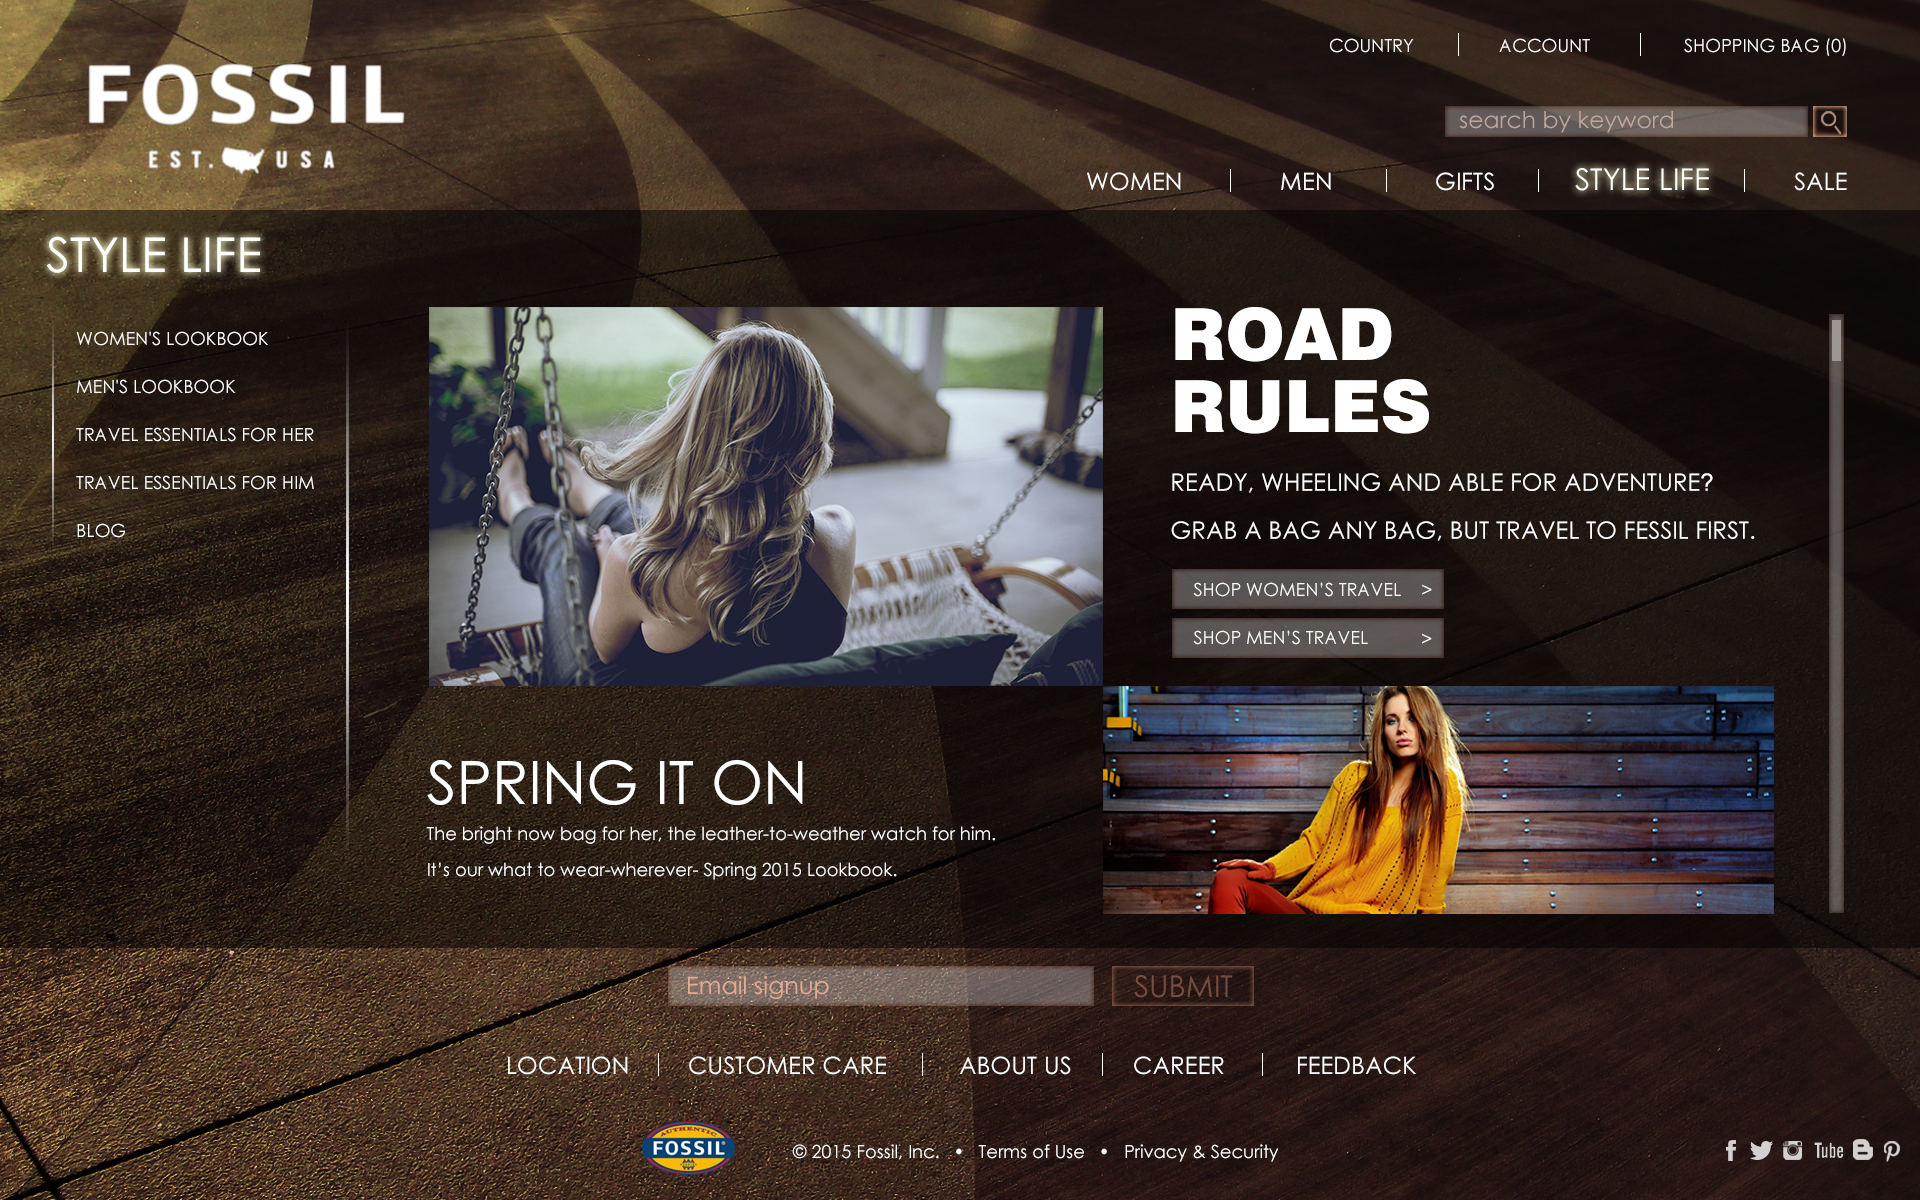 COUNTRY
ACCOUNT
SHOPPING BAG (0)
FOSSIL
EST. USA
search by keyword
WOMEN
MEN
GIFTS
STYLE LIFE
SALE
STYLE LIFE
WOMEN'S LOOKBOOK
MEN'S LOOKBOOK
TRAVEL ESSENTIALS FOR HER
TRAVEL ESSENTIALS FOR HIM
BLOG
ROAD
RULES
READY, WHEELING AND ABLE FOR ADVENTURE?
GRAB A BAG ANY BAG, BUT TRAVEL TO FESSIL FIRST.
SHOP WOMEN'S TRAVEL >
SHOP MEN'S TRAVEL >
SPRING IT ON
The bright now bag for her, the leather-to-weather watch for him.
It's our what to wear-wherever- Spring 2015 Lookbook.
Email signup
SUBMIT
LOCATION
CUSTOMER CARE
ABOUT US
CAREER
FEEDBACK
AUTHENTIC
FOSSIL
© 2015 Fossil, Inc. • Terms of Use • Privacy & Security
Tube